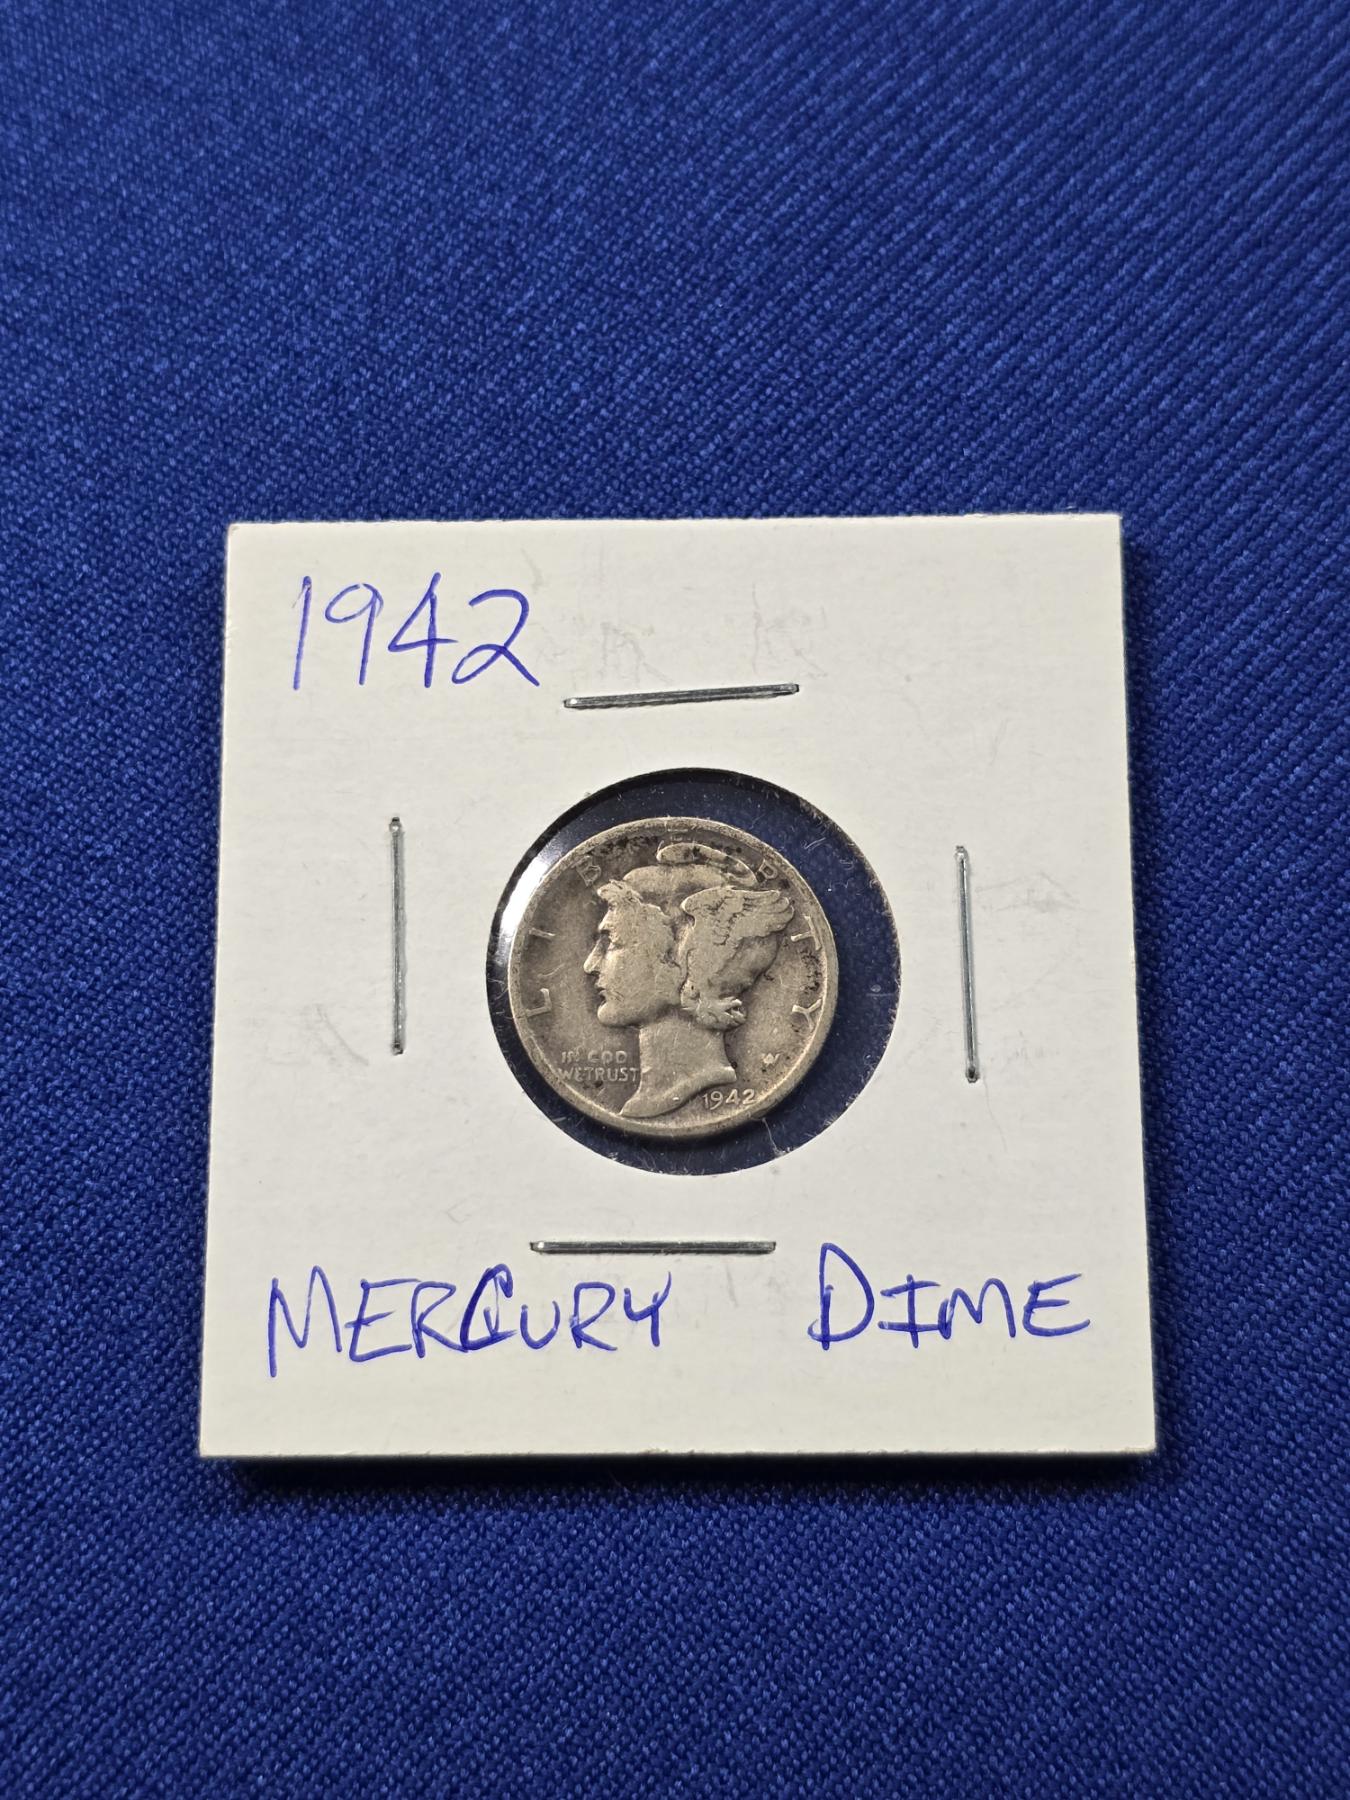 1942
LIBERTY
IN GOD
WE TRUST
W
1942
MERCURY DIME